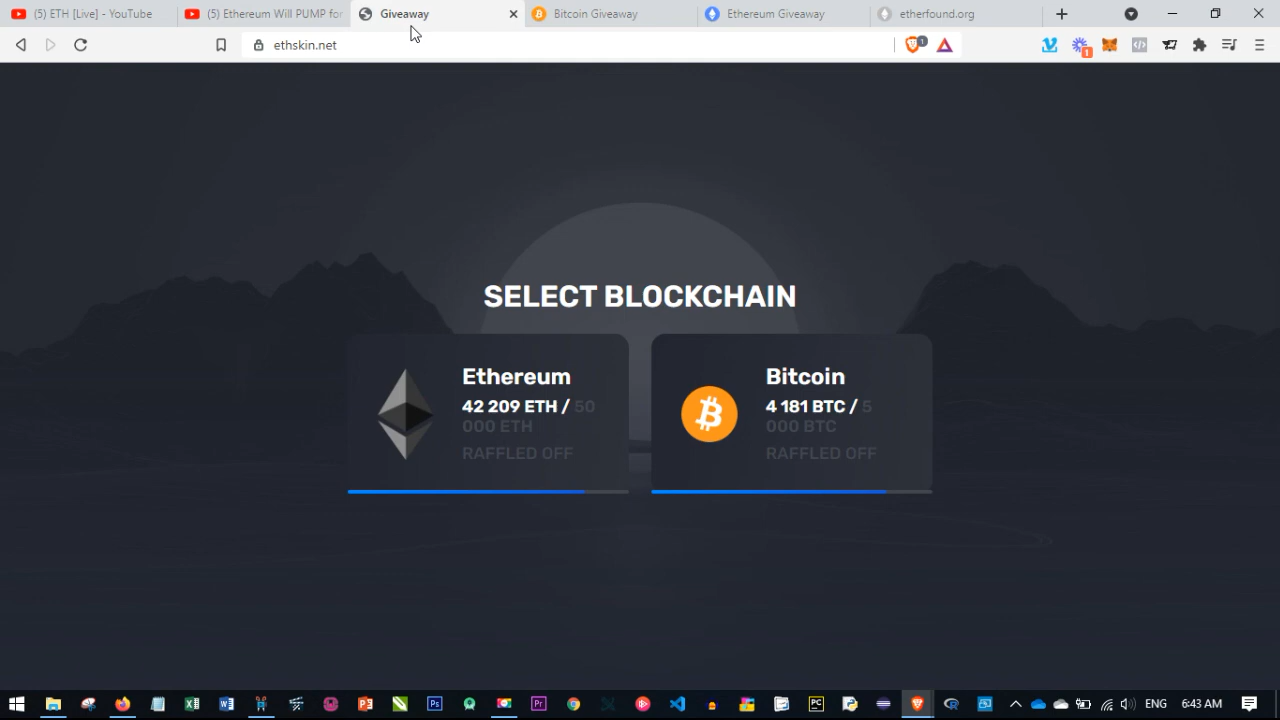 (5) ETH [Live] - YouTube
(5) Ethereum Will PUMP for
Giveaway
Bitcoin Giveaway
Ethereum Giveaway
etherfound.org
ethskin.net
1
1
SELECT BLOCKCHAIN
Ethereum
42 209 ETH / 50
000 ETH
RAFFLED OFF
Bitcoin
4 181 BTC / 5
000 BTC
RAFFLED OFF
ENG
6:43 AM